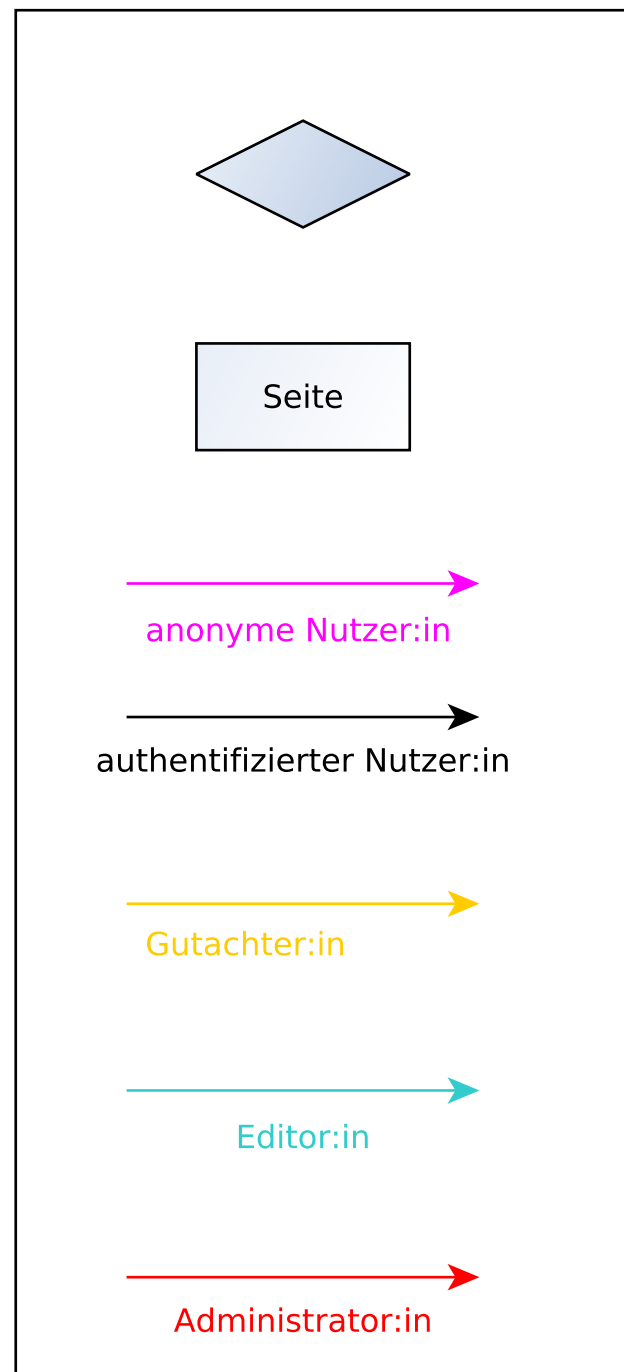 Seite
anonyme Nutzer:in
authentifizierter Nutzer:in
Gutachter:in
Editor:in
Administrator:in